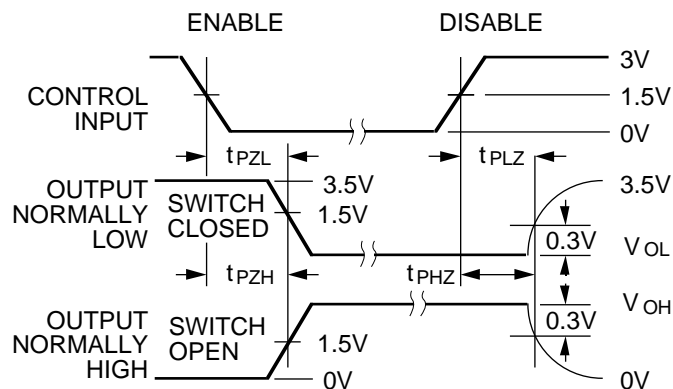 ENABLE
DISABLE
3V
CONTROL
INPUT
1.5V
0V
tPZL
tPLZ
OUTPUT
NORMALLY
LOW
SWITCH
CLOSED
3.5V
1.5V
3.5V
0.3V
VOL
tPZH
tPHZ
VOH
0.3V
OUTPUT
NORMALLY
HIGH
SWITCH
OPEN
1.5V
0V
0V